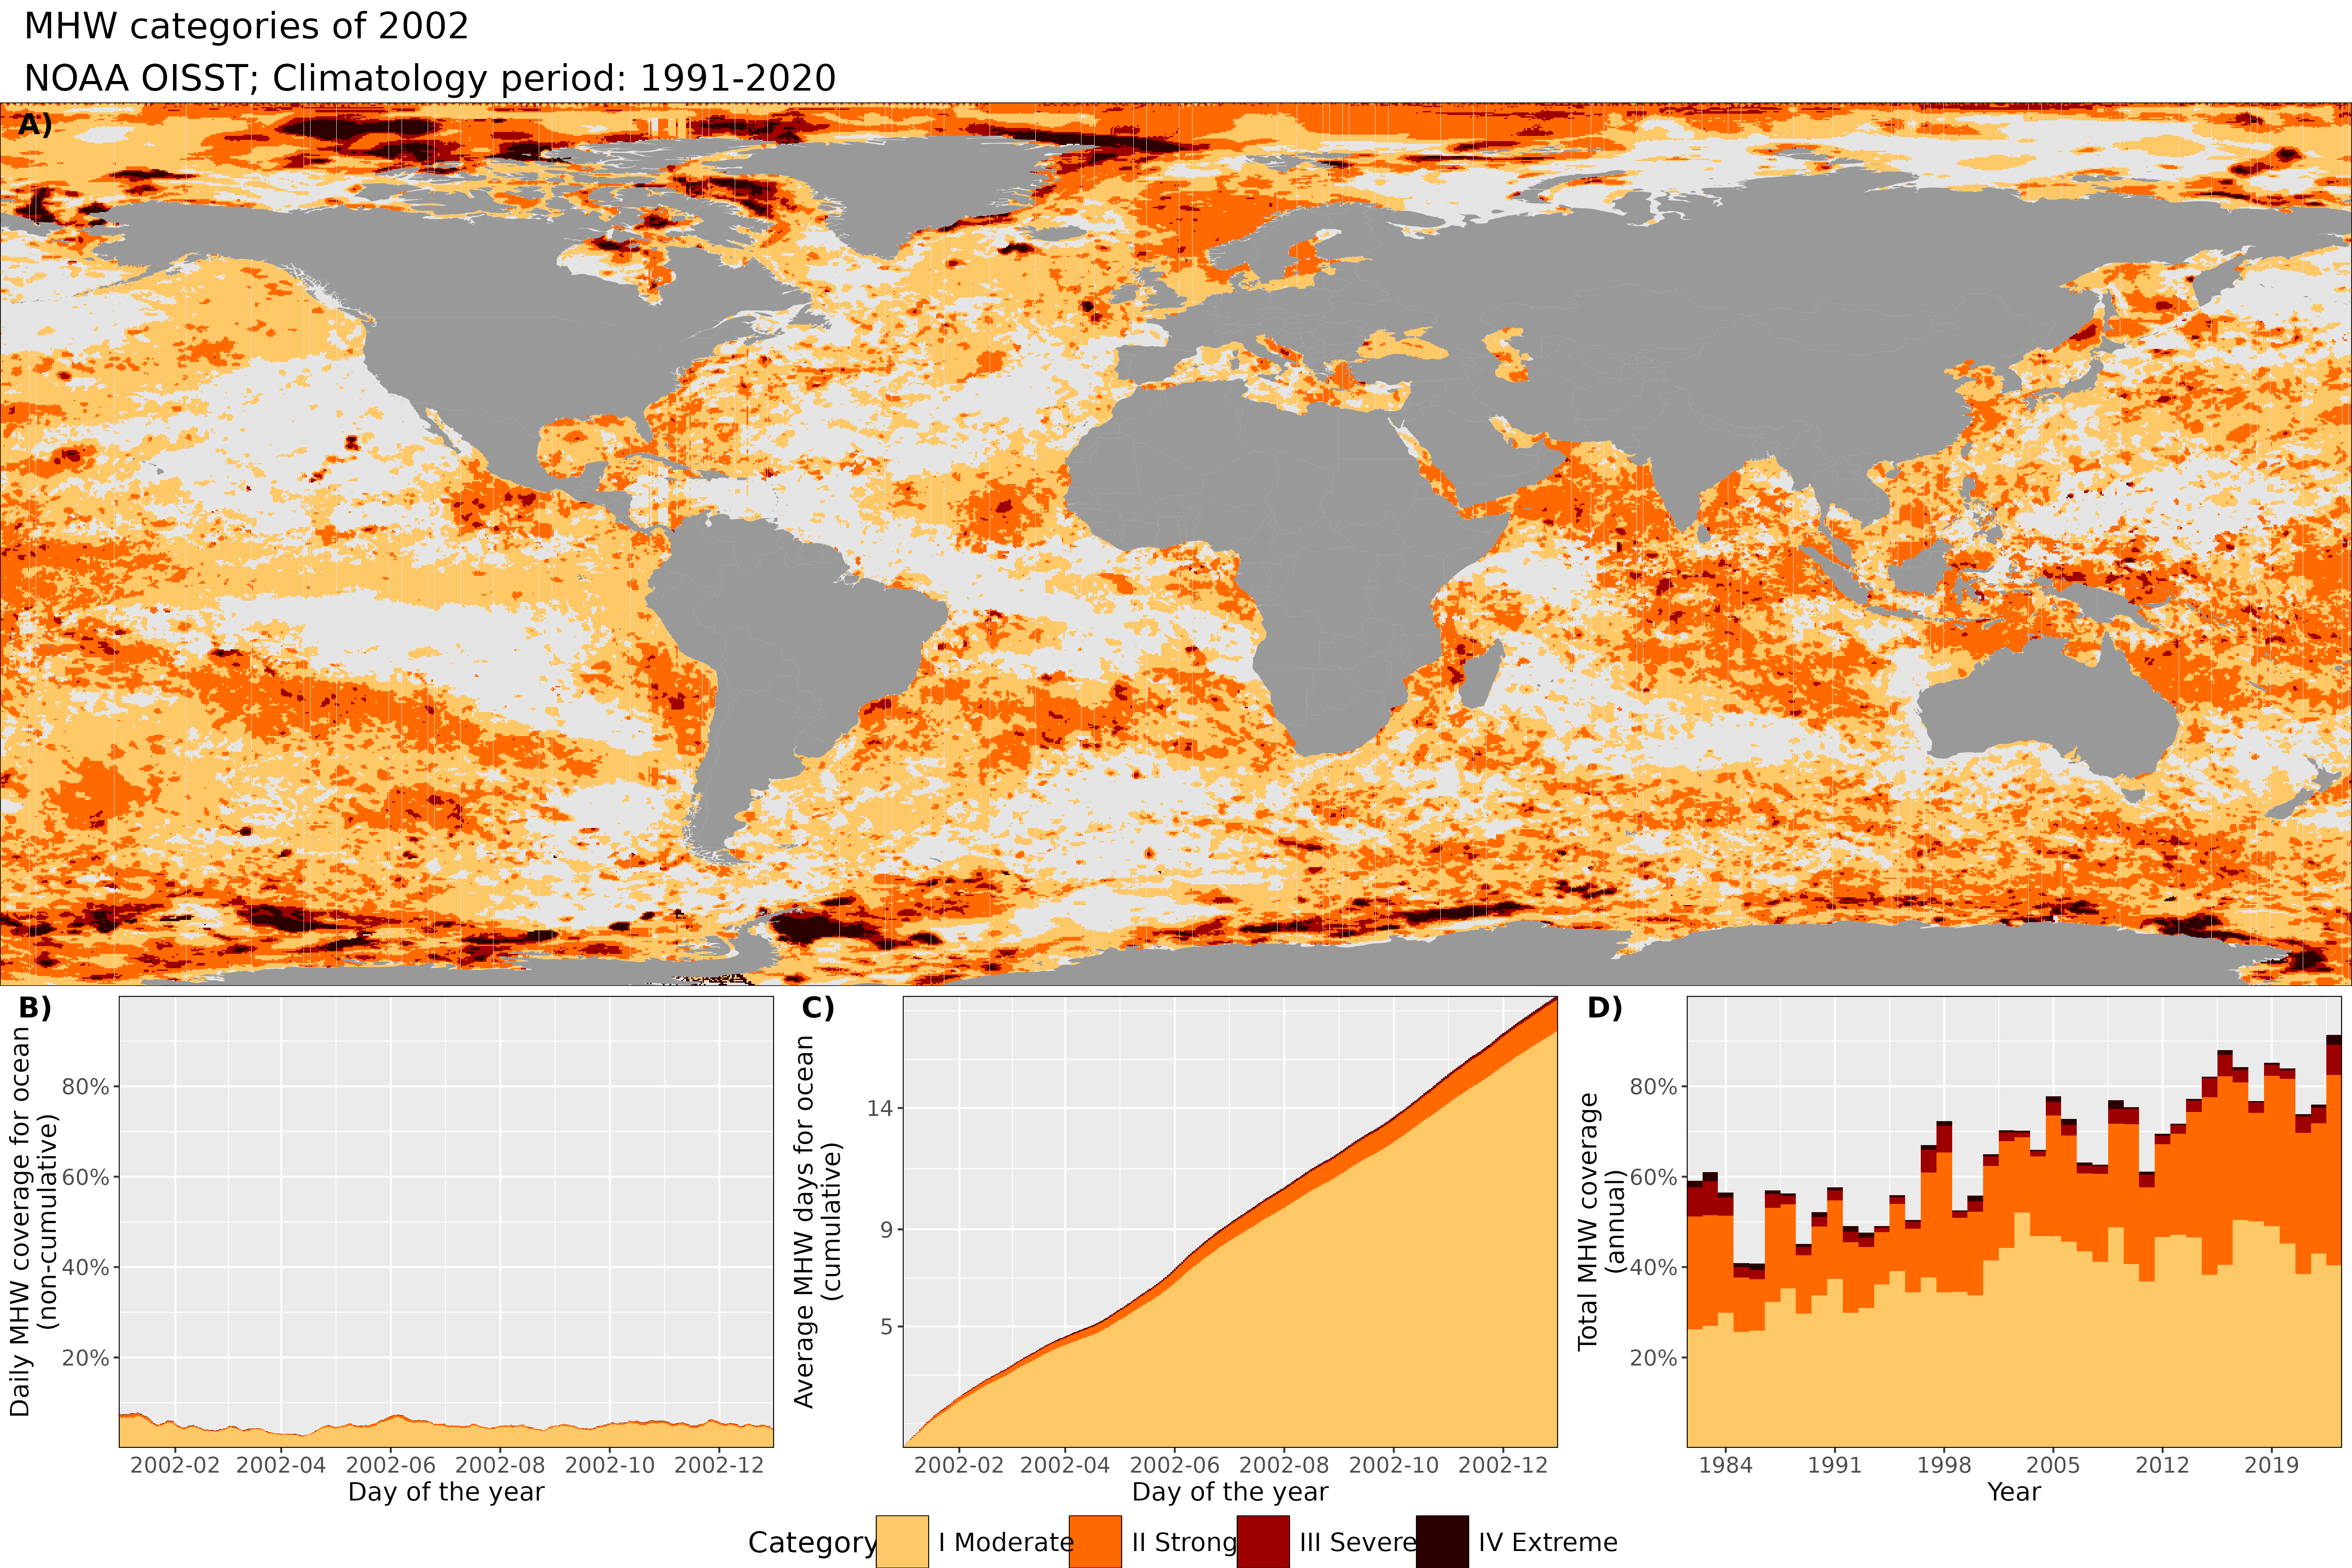 MHW categories of 2002
NOAA OISST; Climatology period: 1991-2020
A)
B)
Daily MHW coverage for ocean
(non-cumulative)
80%
60%
40%
20%
2002-02 2002-04 2002-06 2002-08 2002-10 2002-12
Day of the year
C)
Average MHW days for ocean
(cumulative)
14
9
5
2002-02 2002-04 2002-06 2002-08 2002-10 2002-12
Day of the year
D)
Total MHW coverage
(annual)
80%
60%
40%
20%
1984 1991 1998 2005 2012 2019
Year
Category I Moderate II Strong III Severe IV Extreme